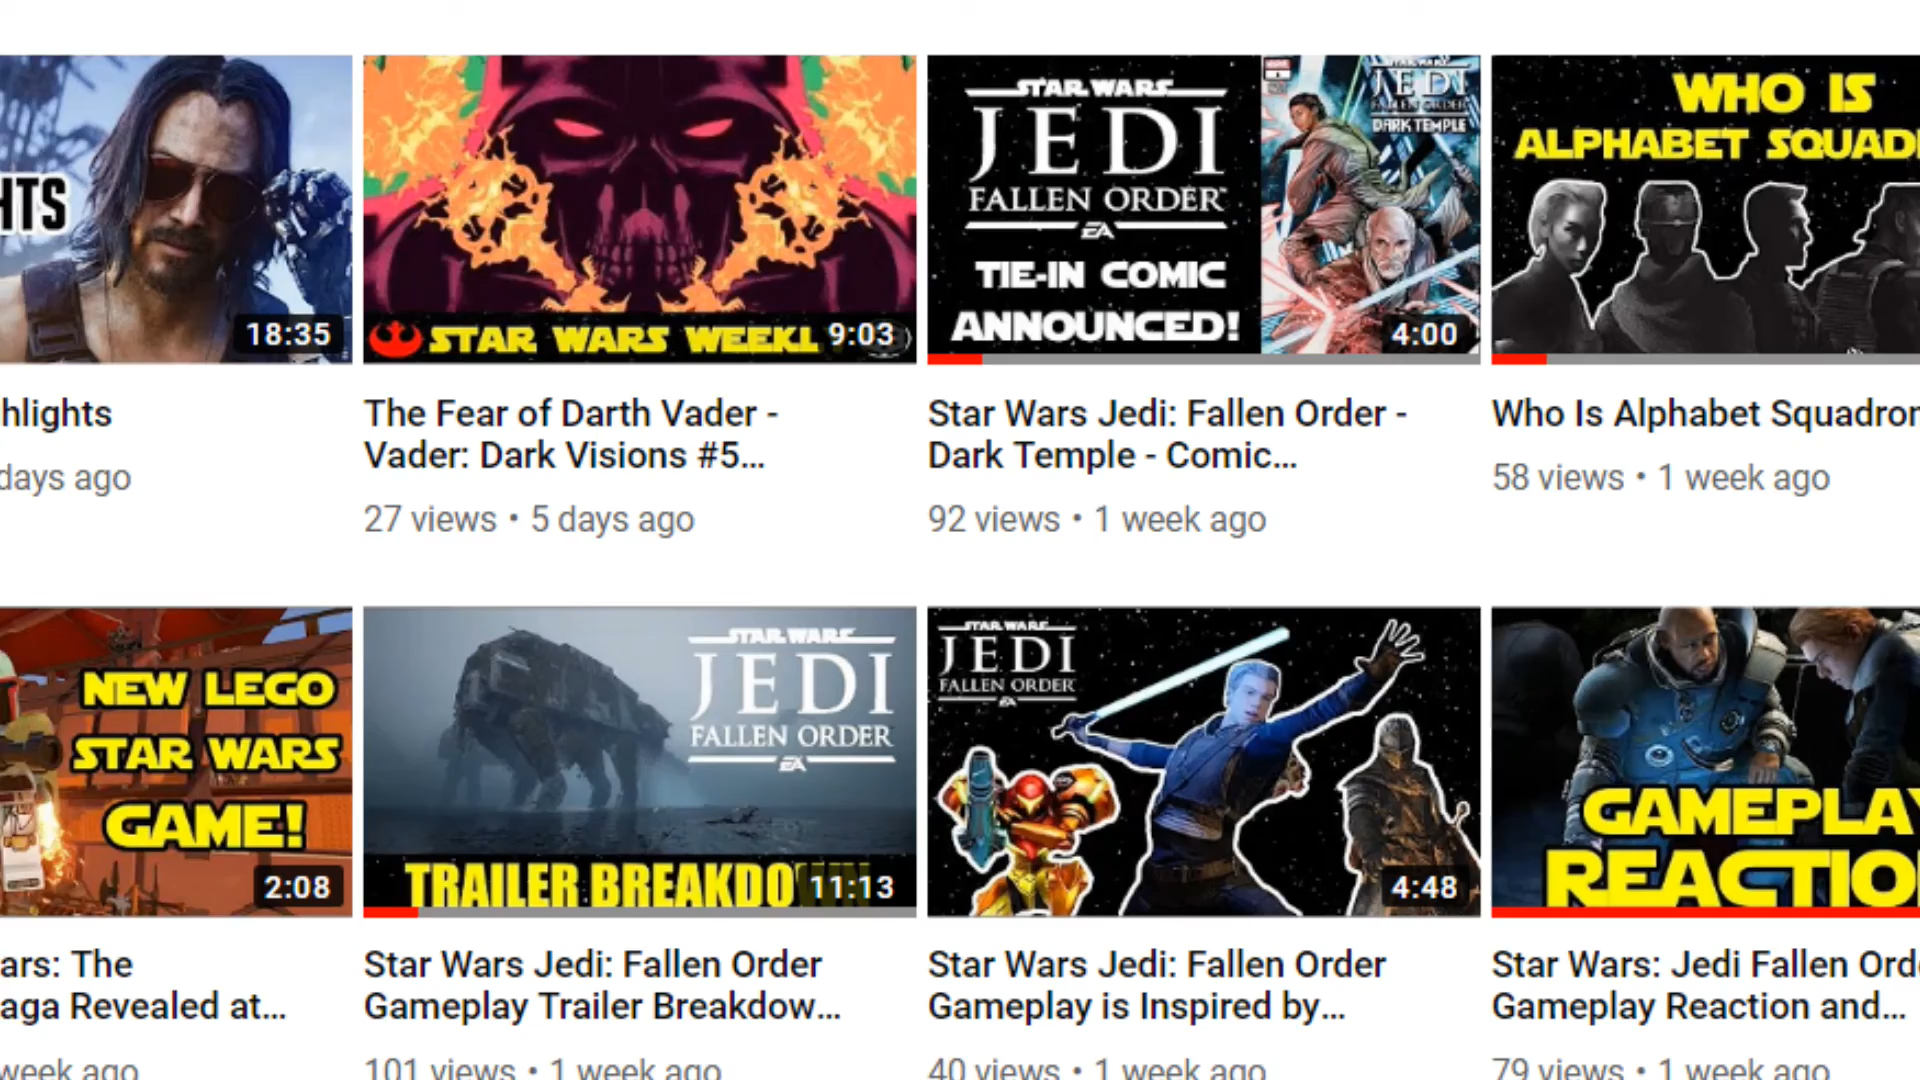 HTS
18:35
STAR WARS WEEKL
9:03
STAR WARS
JEDI
FALLEN ORDER
EA
TIE-IN COMIC
ANNOUNCED!
STAR WARS
JEDI
FALLEN ORDER
DARK TEMPLE
4:00
WHO IS
ALPHABET SQUAD
hlights
days ago
The Fear of Darth Vader -
Vader: Dark Visions #5...
27 views • 5 days ago
Star Wars Jedi: Fallen Order -
Dark Temple - Comic...
92 views • 1 week ago
Who Is Alphabet Squadron
58 views • 1 week ago
NEW LEGO
STAR WARS
GAME!
2:08
STAR WARS
JEDI
FALLEN ORDER
EA
TRAILER BREAKDOWN
11:13
STAR WARS
JEDI
FALLEN ORDER
EA
4:48
GAMEPLAY
REACTIO
ars: The
aga Revealed at...
week ago
Star Wars Jedi: Fallen Order
Gameplay Trailer Breakdow...
101 views • 1 week ago
Star Wars Jedi: Fallen Order
Gameplay is Inspired by...
40 views • 1 week ago
Star Wars: Jedi Fallen Orde
Gameplay Reaction and...
79 views • 1 week ago